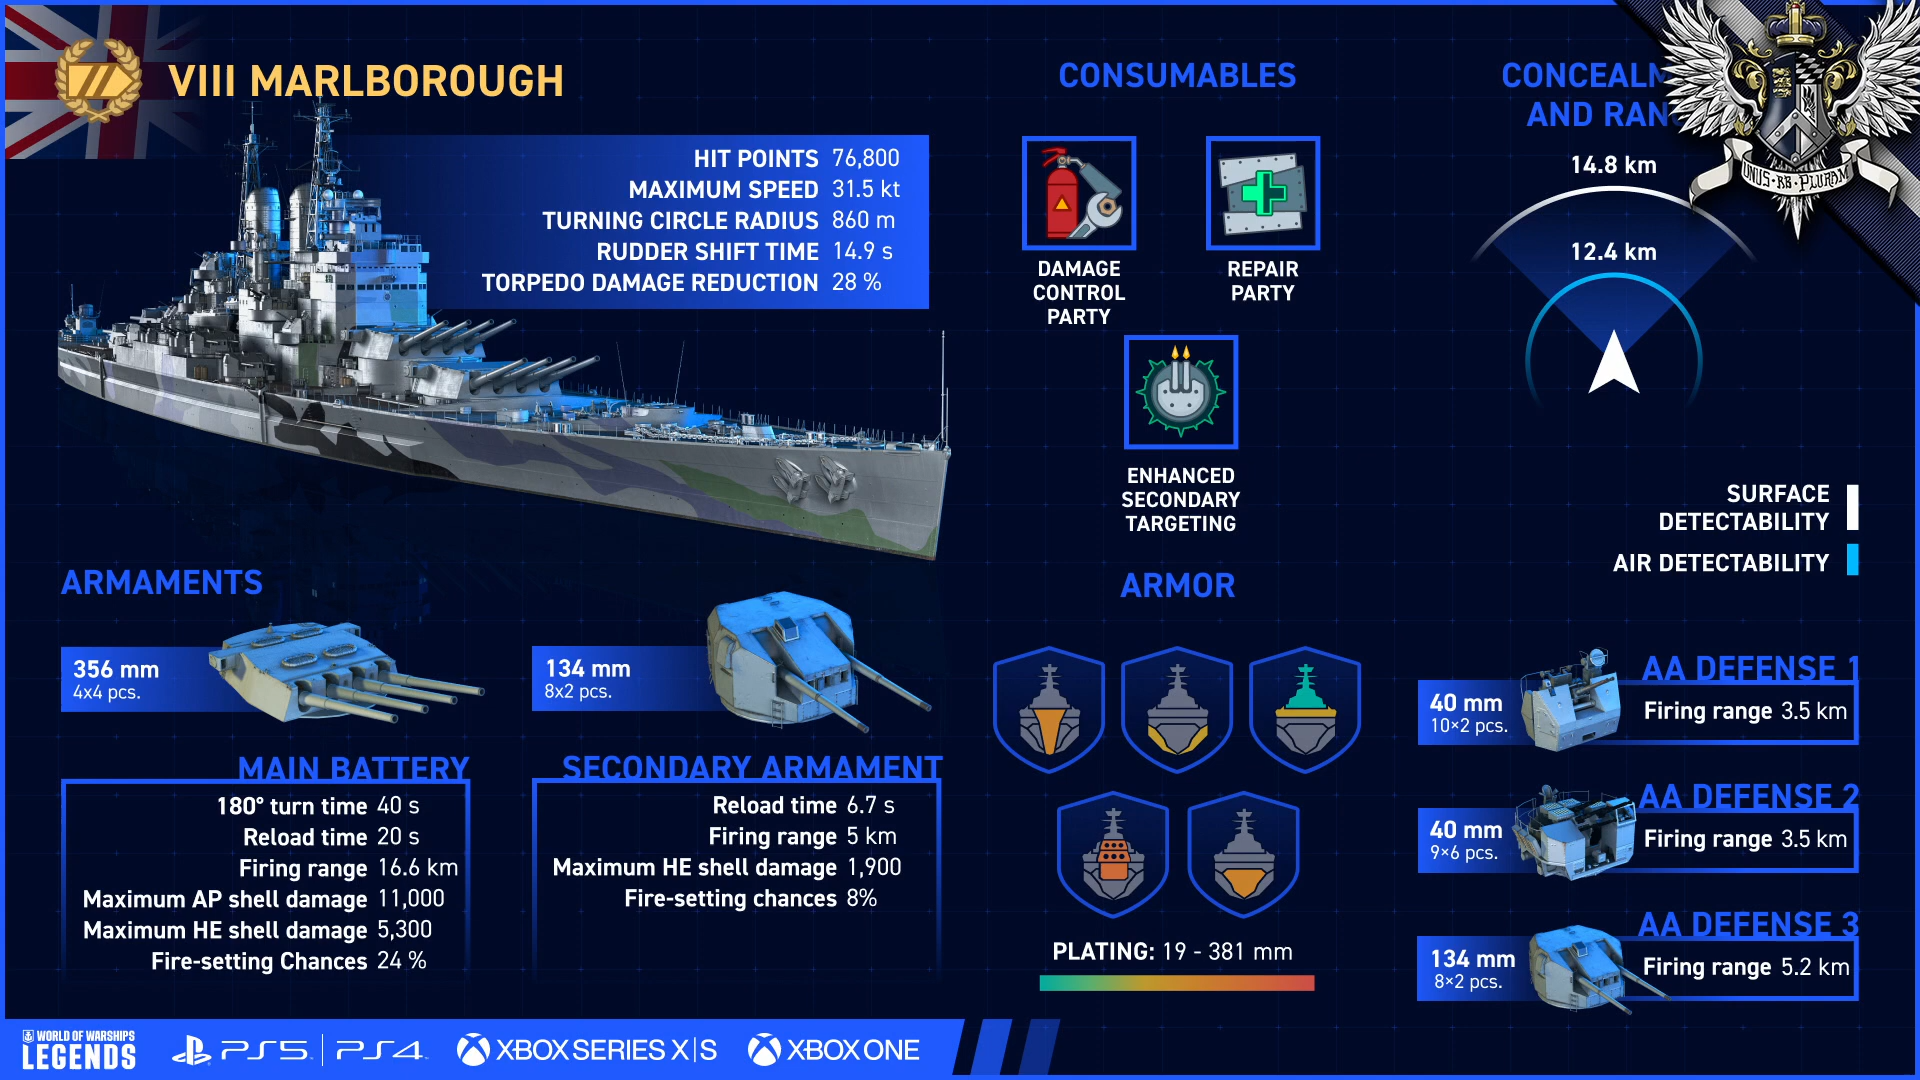 VIII MARLBOROUGH
HIT POINTS 76,800
MAXIMUM SPEED 31.5 kt
TURNING CIRCLE RADIUS 860 m
RUDDER SHIFT TIME 14.9 s
TORPEDO DAMAGE REDUCTION 28 %
CONSUMABLES
DAMAGE
CONTROL
PARTY
REPAIR
PARTY
ENHANCED
SECONDARY
TARGETING
CONCEALM
AND RAN
14.8 km
12.4 km
SURFACE
DETECTABILITY
AIR DETECTABILITY
UNUS·RB·PLURAM
ARMAMENTS
356 mm
4x4 pcs.
MAIN BATTERY
180° turn time 40 s
Reload time 20 s
Firing range 16.6 km
Maximum AP shell damage 11,000
Maximum HE shell damage 5,300
Fire-setting Chances 24 %
134 mm
8x2 pcs.
SECONDARY ARMAMENT
Reload time 6.7 s
Firing range 5 km
Maximum HE shell damage 1,900
Fire-setting chances 8%
ARMOR
PLATING: 19 - 381 mm
AA DEFENSE 1
40 mm
10×2 pcs.
Firing range 3.5 km
AA DEFENSE 2
40 mm
9×6 pcs.
Firing range 3.5 km
AA DEFENSE 3
134 mm
8×2 pcs.
Firing range 5.2 km
WORLD OF WARSHIPS
LEGENDS
PS5 PS4 XBOX SERIES X|S XBOX ONE